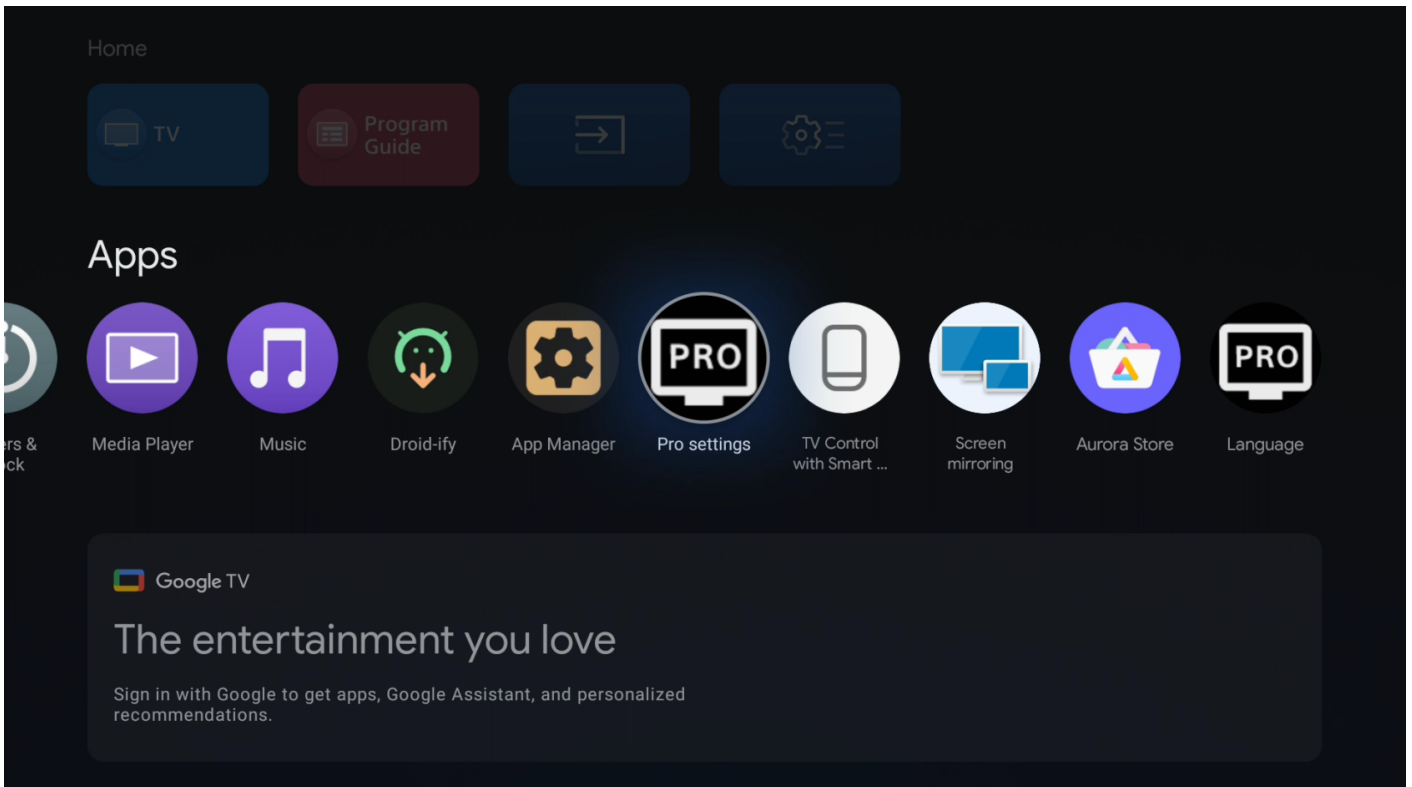 Home
TV
Program
Guide
Apps
PRO
PRO
ers &
ock
Media Player
Music
Droid-ify
App Manager
Pro settings
TV Control
with Smart ...
Screen
mirroring
Aurora Store
Language
Google TV
The entertainment you love
Sign in with Google to get apps, Google Assistant, and personalized
recommendations.